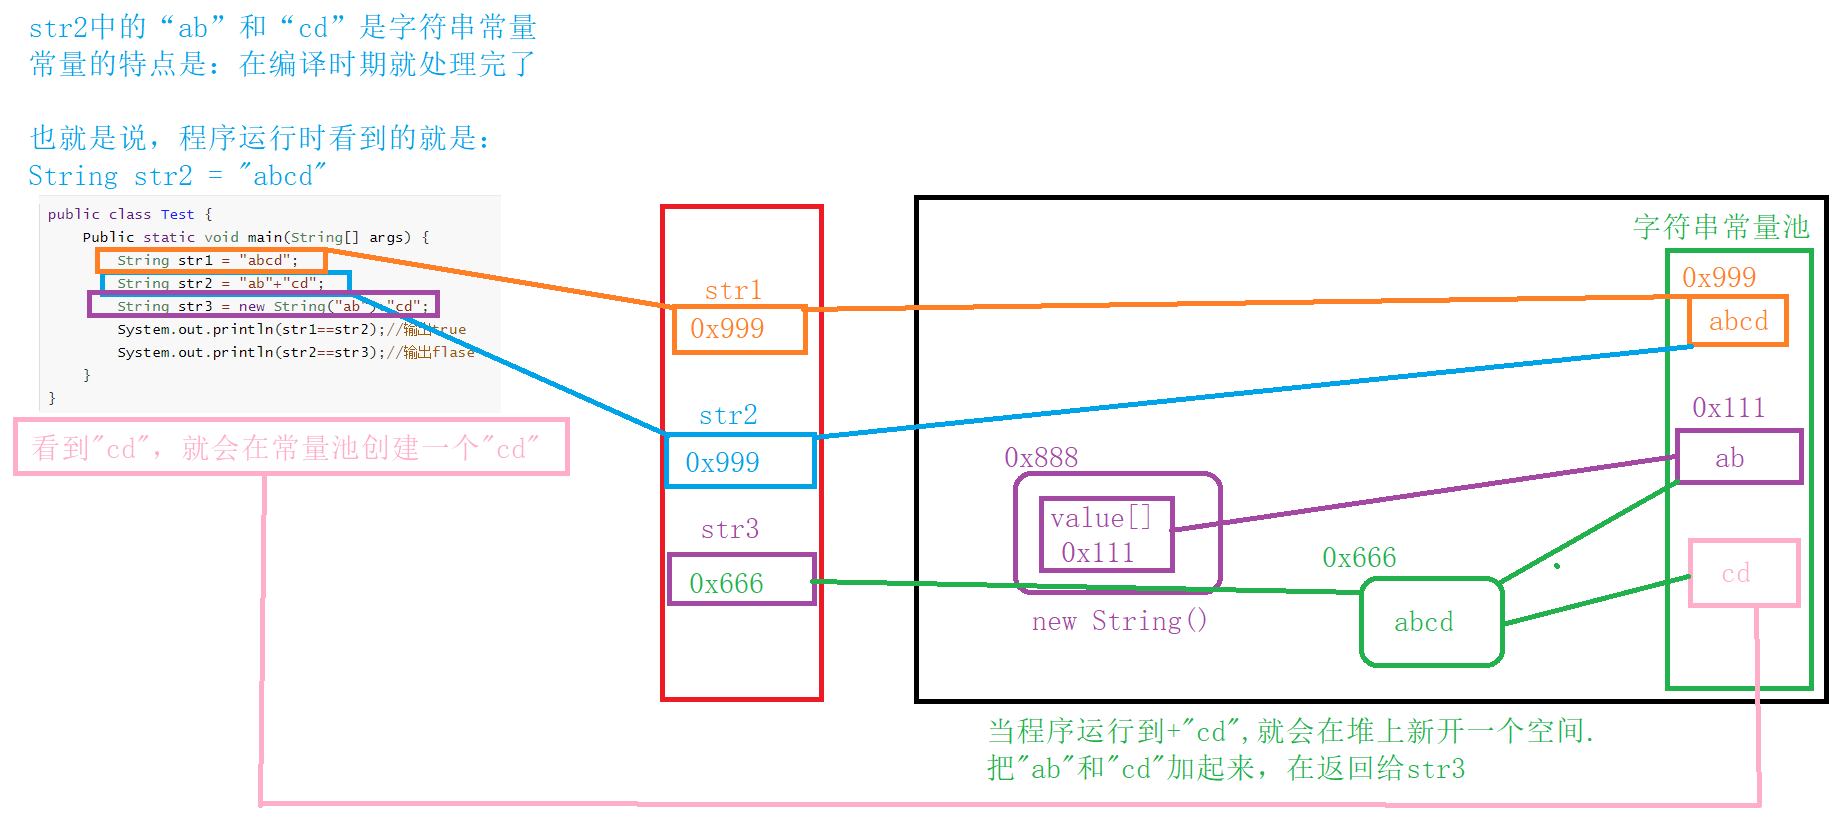 str2中的“ab”和“cd”是字符串常量
常量的特点是：在编译时期就处理完了
也就是说，程序运行时看到的就是：
String str2 = "abcd"
public class Test {
Public static void main(String[] args) {
String str1 = "abcd";
String str2 = "ab"+"cd";
String str3 = new String("ab")+"cd";
System.out.println(str1==str2);//输出true
System.out.println(str2==str3);//输出flase
}
}
看到"cd"，就会在常量池创建一个"cd"
str1
0x999
str2
0x999
str3
0x666
0x888
value[]
0x111
new String()
0x666
abcd
字符串常量池
0x999
abcd
0x111
ab
cd
当程序运行到+"cd",就会在堆上新开一个空间.
把"ab"和"cd"加起来，在返回给str3